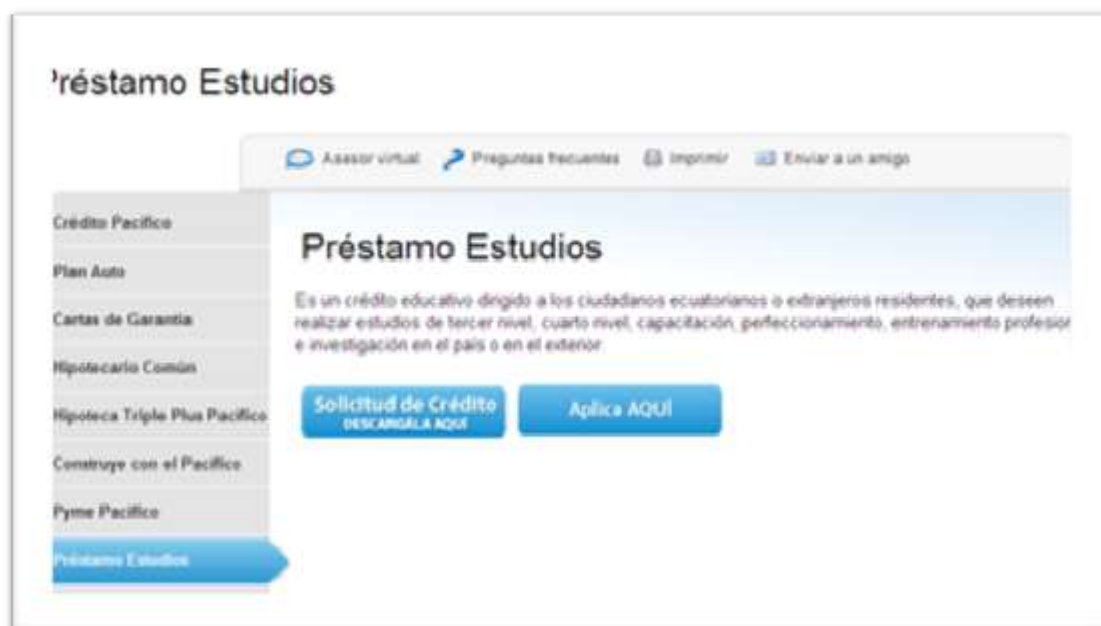 Préstamo Estudios
Asesor virtual Preguntas frecuentes Imprimir Enviar a un amigo
Crédito Pacífico
Plan Auto
Cartas de Garantía
Hipotecario Común
Hipoteca Triple Plus Pacífico
Construye con el Pacífico
Pyme Pacífico
Préstamo Estudios
Préstamo Estudios
Es un crédito educativo dirigido a los ciudadanos ecuatorianos o extranjeros residentes, que deseen
realizar estudios de tercer nivel, cuarto nivel, capacitación, perfeccionamiento, entrenamiento profesion
e investigación en el país o en el exterior.
Solicitud de Crédito
DESCARGÁLA AQUÍ
Aplica AQUÍ